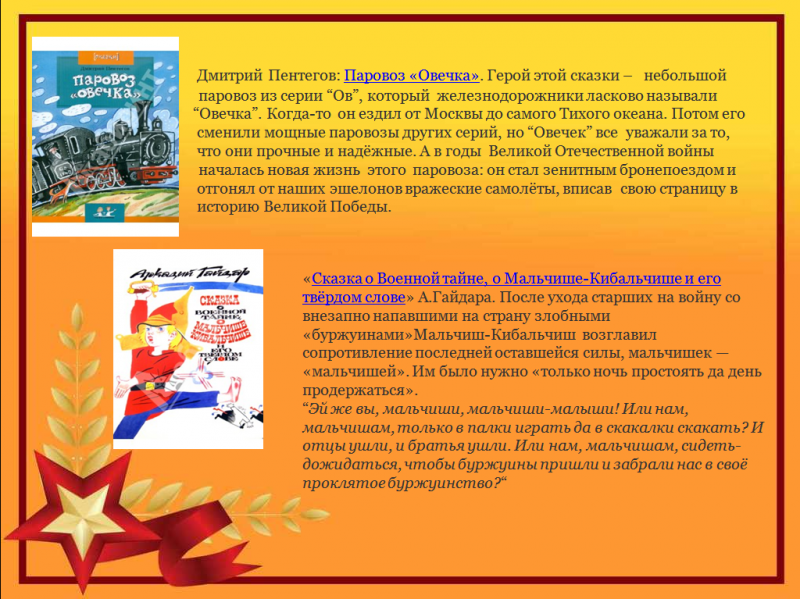 ПАРОВОЗ
«ОВЕЧКА»
Дмитрий Пентегов: Паровоз «Овечка». Герой этой сказки – небольшой
паровоз из серии “Ов”, который железнодорожники ласково называли
“Овечка”. Когда-то он ездил от Москвы до самого Тихого океана. Потом его
сменили мощные паровозы других серий, но “Овечек” все уважали за то,
что они прочные и надёжные. А в годы Великой Отечественной войны
началась новая жизнь этого паровоза: он стал зенитным бронепоездом и
отгонял от наших эшелонов вражеские самолёты, вписав свою страницу в
историю Великой Победы.
Аркадий Гайдар
СКАЗКА
О
ВОЕННОЙ
ТАЙНЕ, О
МАЛЬЧИШЕ
КИБАЛЬЧИШЕ
И ЕГО
ТВЁРДОМ
СЛОВЕ
«Сказка о Военной тайне, о Мальчише-Кибальчише и его
твёрдом слове» А.Гайдара. После ухода старших на войну со
внезапно напавшими на страну злобными
«буржуинами»Мальчиш-Кибальчиш возглавил
сопротивление последней оставшейся силы, мальчишек —
«мальчишей». Им было нужно «только ночь простоять да день
продержаться».
“Эй же вы, мальчиши, мальчиши-малыши! Или нам,
мальчишам, только в палки играть да в скакалки скакать? И
отцы ушли, и братья ушли. Или нам, мальчишам, сидеть-
дожидаться, чтобы буржуины пришли и забрали нас в своё
проклятое буржуинство?“